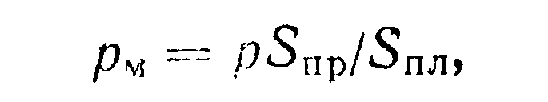 pм = pSпр/Sпл,